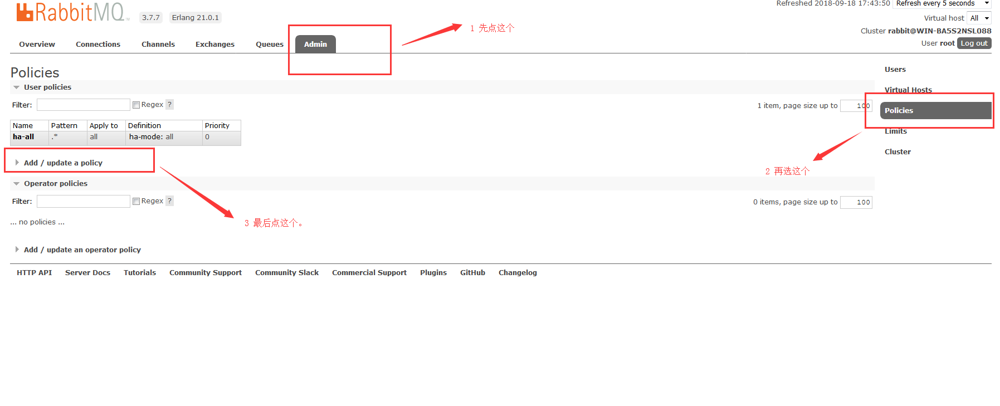 Refreshed 2018-09-18 17:43:50 Refresh every 5 seconds
RabbitMQ TM 3.7.7 Erlang 21.0.1
Virtual host All
Cluster rabbit@WIN-BA5S2NSL088
User root Log out
Overview Connections Channels Exchanges Queues Admin
1 先点这个
Policies
User policies
Filter: Regex ?
1 item, page size up to 100
Name Pattern Apply to Definition Priority
ha-all .* all ha-mode: all 0
Add / update a policy
Users
Virtual Hosts
Policies
Limits
Cluster
2 再选这个
Operator policies
Filter: Regex ?
0 items, page size up to 100
3 最后点这个。
... no policies ...
Add / update an operator policy
HTTP API Server Docs Tutorials Community Support Community Slack Commercial Support Plugins GitHub Changelog